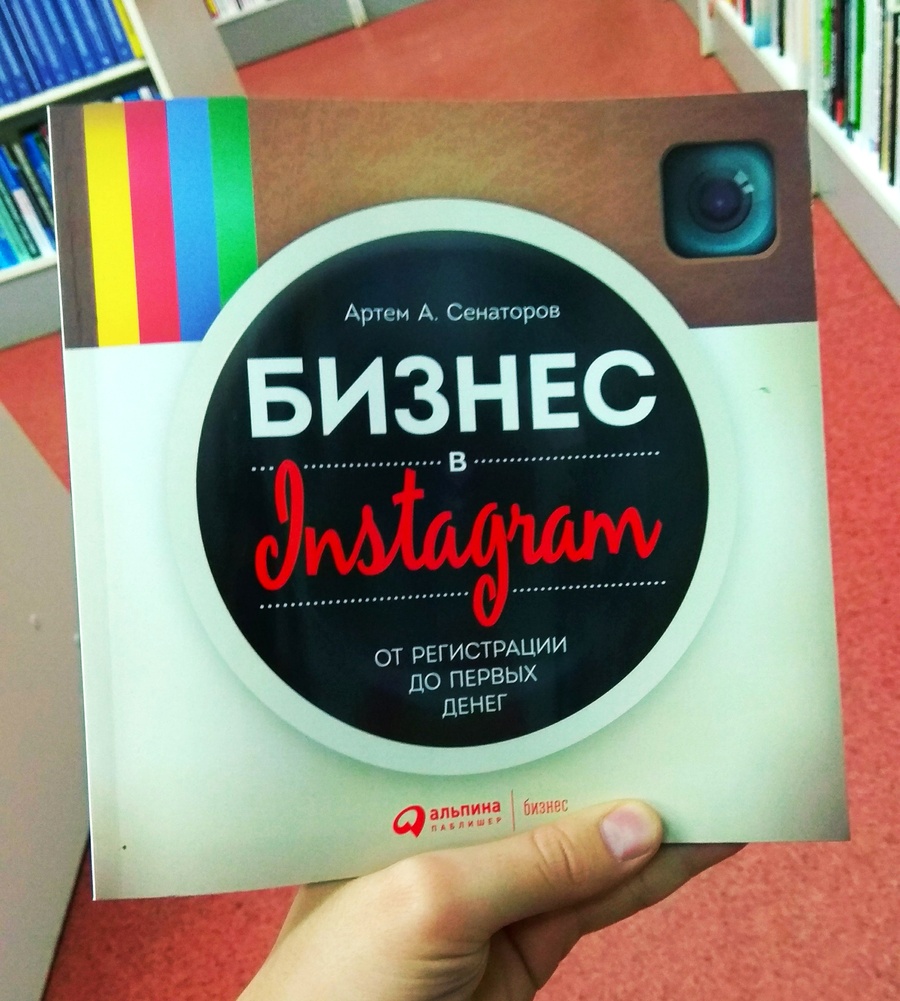 Артем А. Сенаторов
БИЗНЕС
в
Instagram
ОТ РЕГИСТРАЦИИ
ДО ПЕРВЫХ
ДЕНЕГ
альпина
ПАБЛИШЕР
бизнес